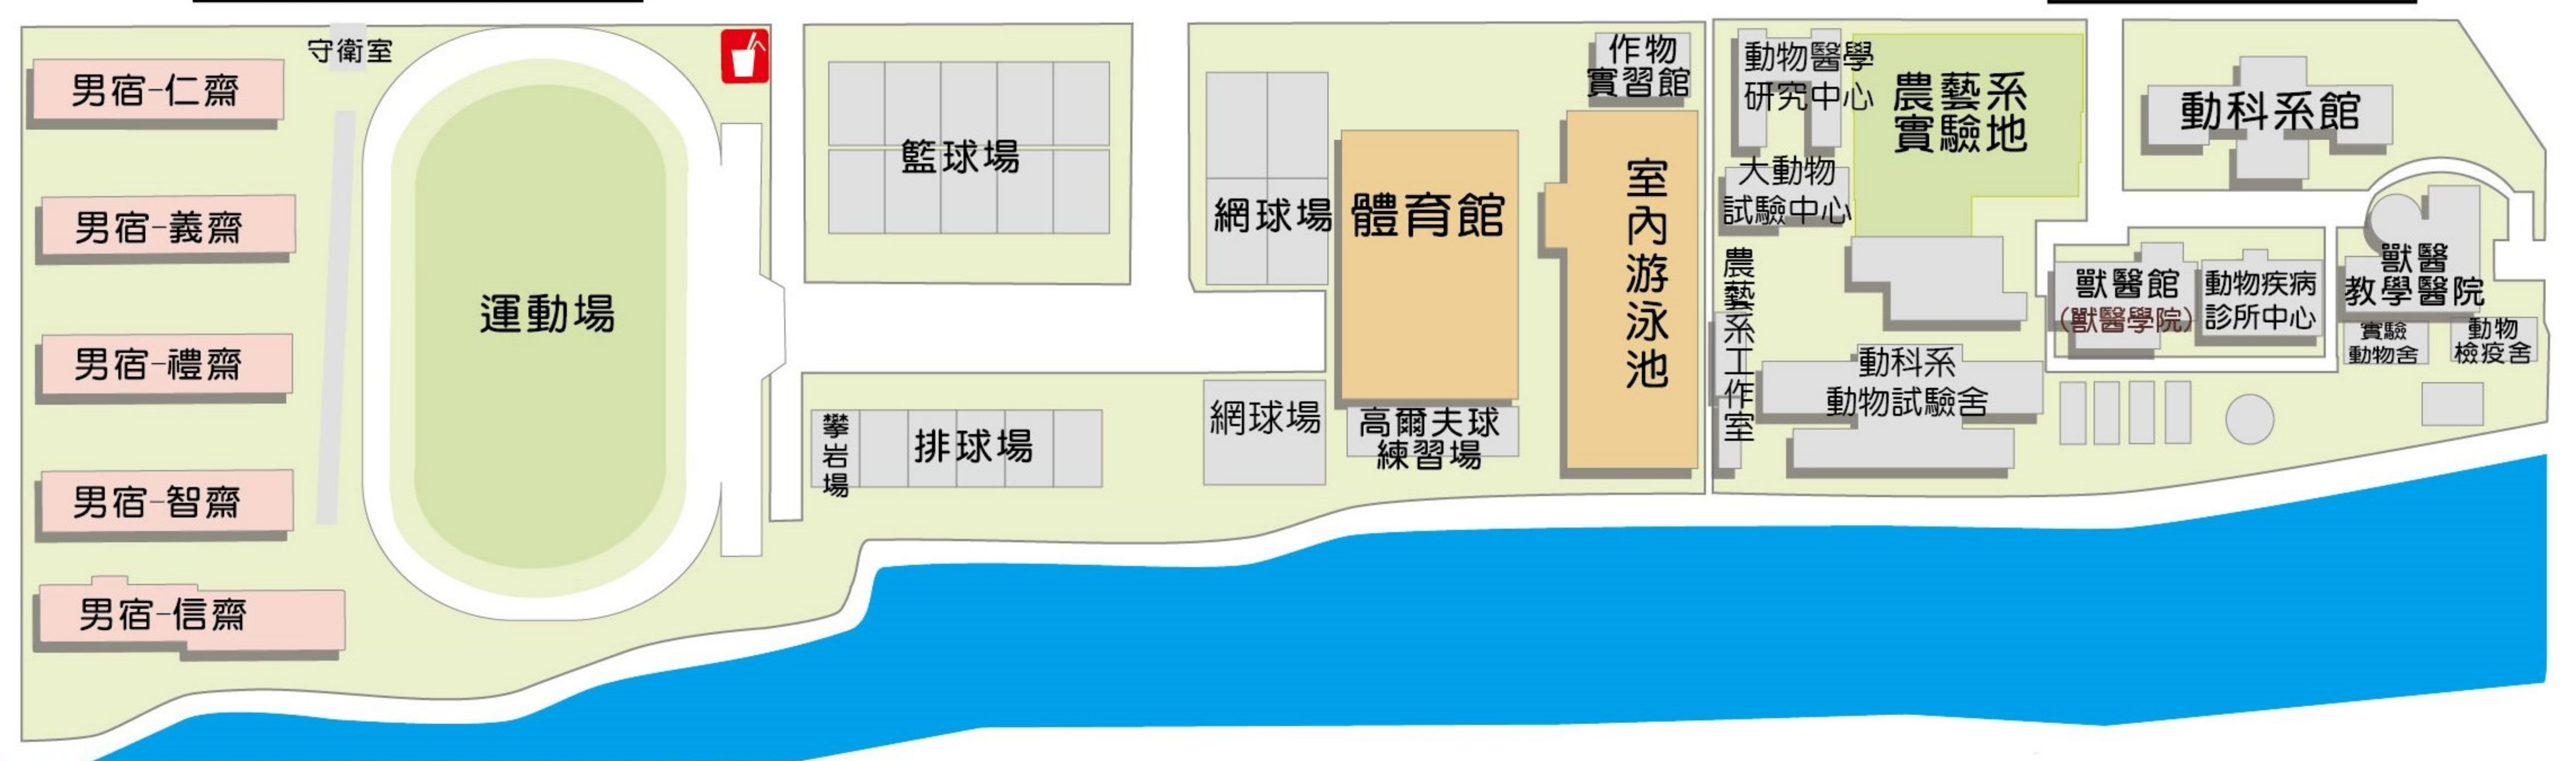 守衛室
男宿-仁齋
男宿-義齋
男宿-禮齋
男宿-智齋
男宿-信齋
運動場
籃球場
攀岩場
排球場
網球場
網球場
體育館
高爾夫球
練習場
作物
實習館
室內游泳池
動物醫學
研究中心
大動物
試驗中心
農藝系
實驗地
農藝系工作室
動科系
動物試驗舍
動科系館
獸醫館
(獸醫學院)
動物疾病
診所中心
獸醫
教學醫院
實驗
動物舍
動物
檢疫舍